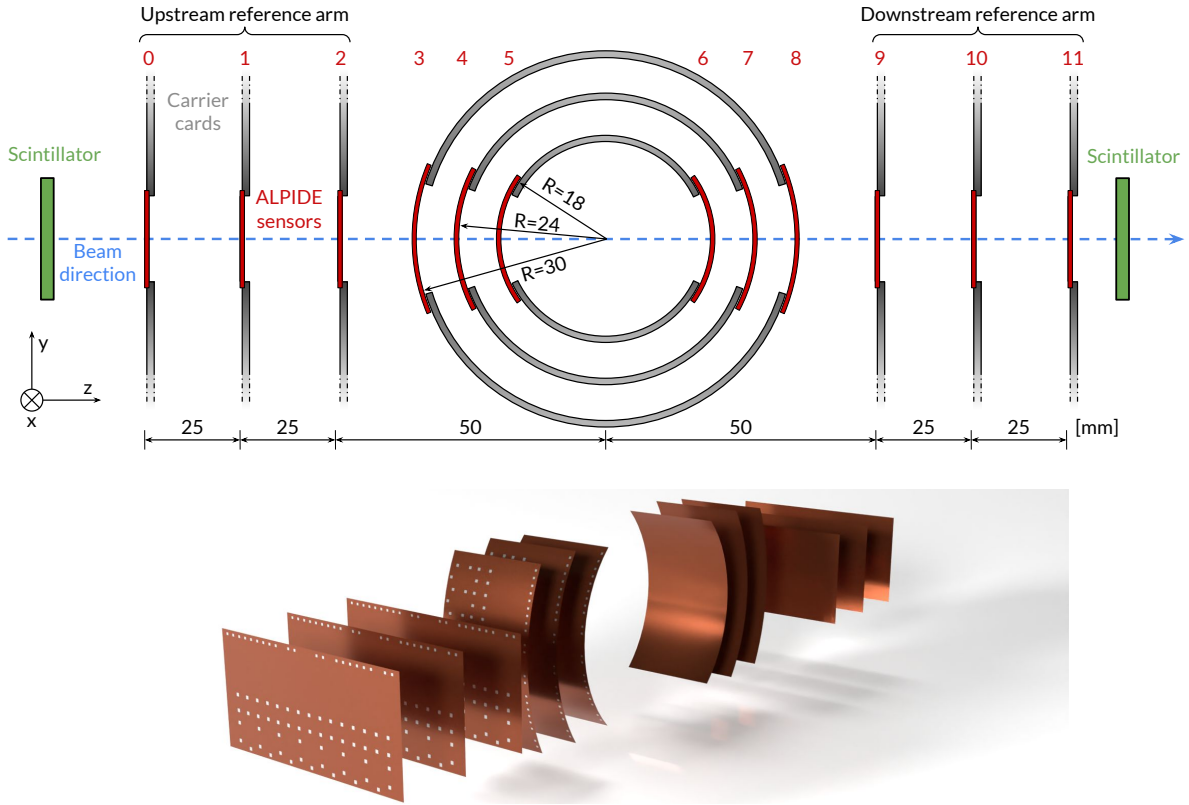 Upstream reference arm
Downstream reference arm
0 1 2 3 4 5 6 7 8 9 10 11
Carrier
cards
Scintillator
Scintillator
ALPIDE
sensors
R=18
R=24
R=30
Beam
direction
y
z
x
25 25 50 50 25 25 [mm]